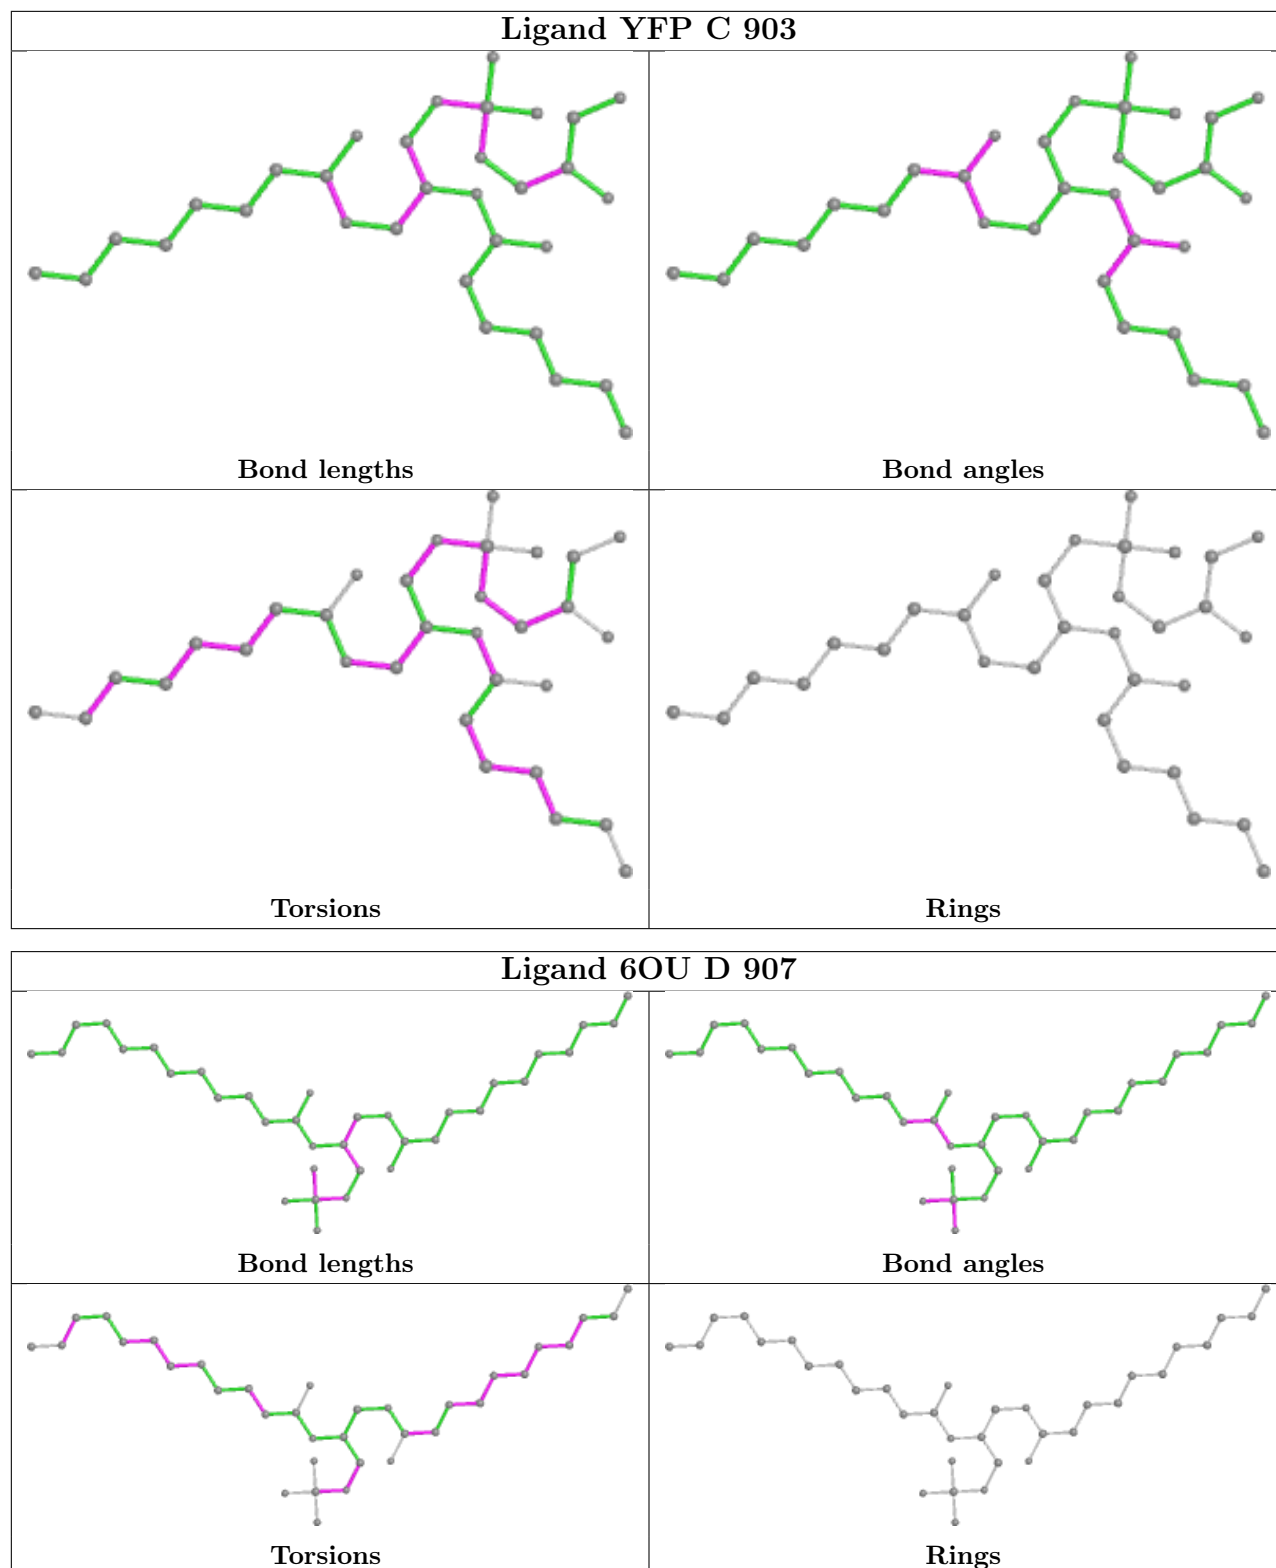 Ligand YFP C 903
Bond lengths
Bond angles
Torsions
Rings
Ligand 6OU D 907
Bond lengths
Bond angles
Torsions
Rings